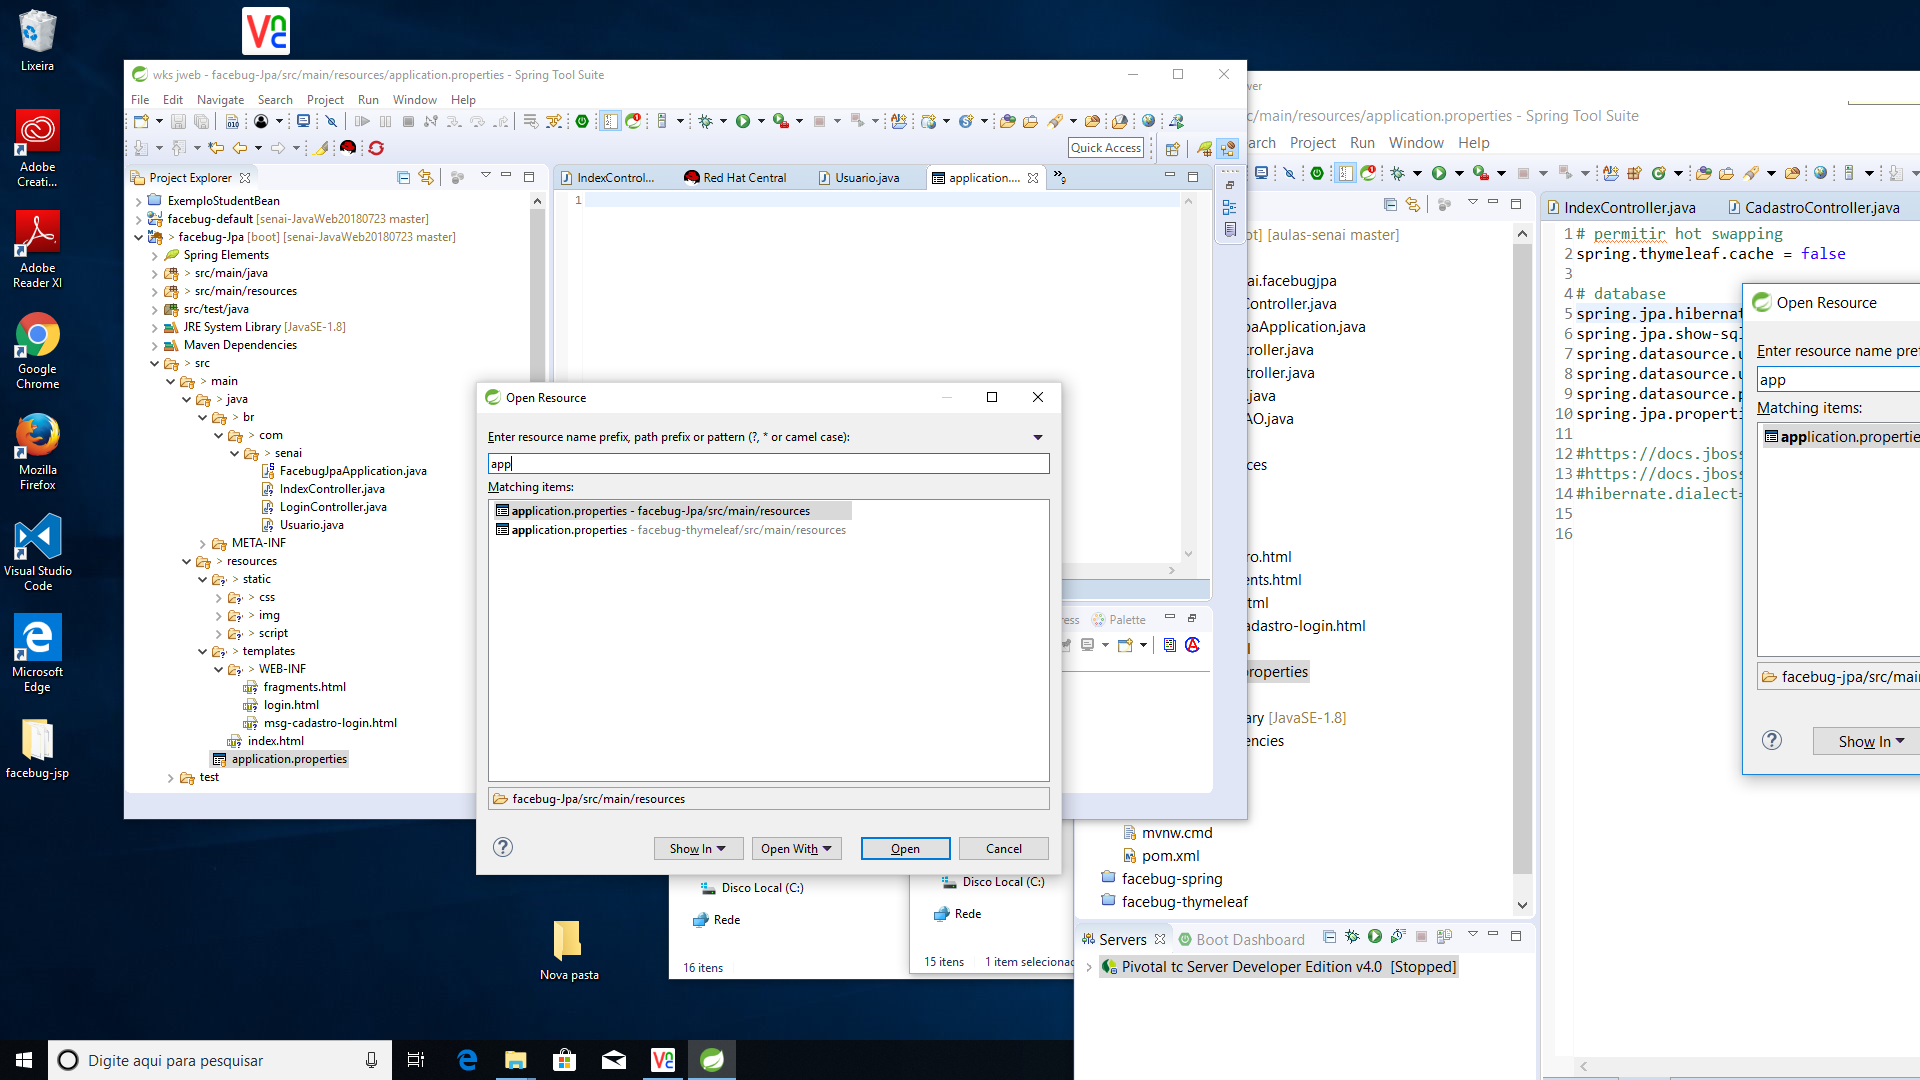 Lixeira
Adobe
Creati...
Adobe
Reader XI
Google
Chrome
Mozilla
Firefox
Visual Studio
Code
Microsoft
Edge
facebug-jsp
wks jweb - facebug-Jpa/src/main/resources/application.properties - Spring Tool Suite
File Edit Navigate Search Project Run Window Help
Quick Access
Project Explorer
ExemploStudentBean
facebug-default [senai-JavaWeb20180723 master]
> facebug-Jpa [boot] [senai-JavaWeb20180723 master]
Spring Elements
> src/main/java
> src/main/resources
src/test/java
JRE System Library [JavaSE-1.8]
Maven Dependencies
> src
> main
> java
> br
> com
> senai
FacebugJpaApplication.java
IndexController.java
LoginController.java
Usuario.java
META-INF
> resources
> static
> css
> img
> script
> templates
> WEB-INF
fragments.html
login.html
msg-cadastro-login.html
index.html
application.properties
> test
IndexControl...
Red Hat Central
Usuario.java
application....
9
1
ress
Palette
Open Resource
Enter resource name prefix, path prefix or pattern (?, * or camel case):
app
Matching items:
application.properties - facebug-Jpa/src/main/resources
application.properties - facebug-thymeleaf/src/main/resources
facebug-Jpa/src/main/resources
Show In
Open With
Open
Cancel
Disco Local (C:)
Rede
16 itens
Disco Local (C:)
Rede
15 itens 1 item selecionad
Nova pasta
ver
c/main/resources/application.properties - Spring Tool Suite
arch Project Run Window Help
ot] [aulas-senai master]
ai.facebugjpa
Controller.java
paApplication.java
troller.java
troller.java
.java
AO.java
ces
ro.html
ents.html
tml
adastro-login.html
l
properties
ary [JavaSE-1.8]
encies
mvnw.cmd
pom.xml
facebug-spring
facebug-thymeleaf
Servers
Boot Dashboard
Pivotal tc Server Developer Edition v4.0 [Stopped]
IndexController.java
CadastroController.java
1 # permitir hot swapping
2 spring.thymeleaf.cache = false
3
4 # database
5 spring.jpa.hibernat
6 spring.jpa.show-sql
7 spring.datasource.u
8 spring.datasource.u
9 spring.datasource.p
10 spring.jpa.properti
11
12 #https://docs.jboss
13 #https://docs.jboss
14 #hibernate.dialect=
15
16
Open Resource
Enter resource name pref
app
Matching items:
application.propertie
facebug-jpa/src/mai
Show In
Digite aqui para pesquisar